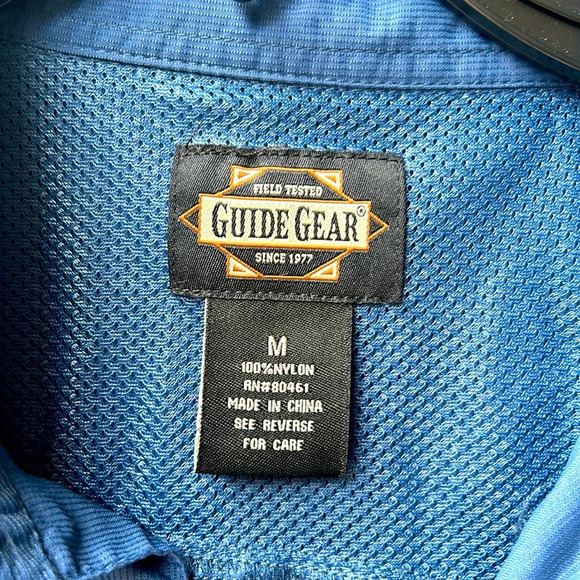 FIELD TESTED
GUIDE GEAR®
SINCE 1977
M
100%NYLON
RN#80461
MADE IN CHINA
SEE REVERSE
FOR CARE